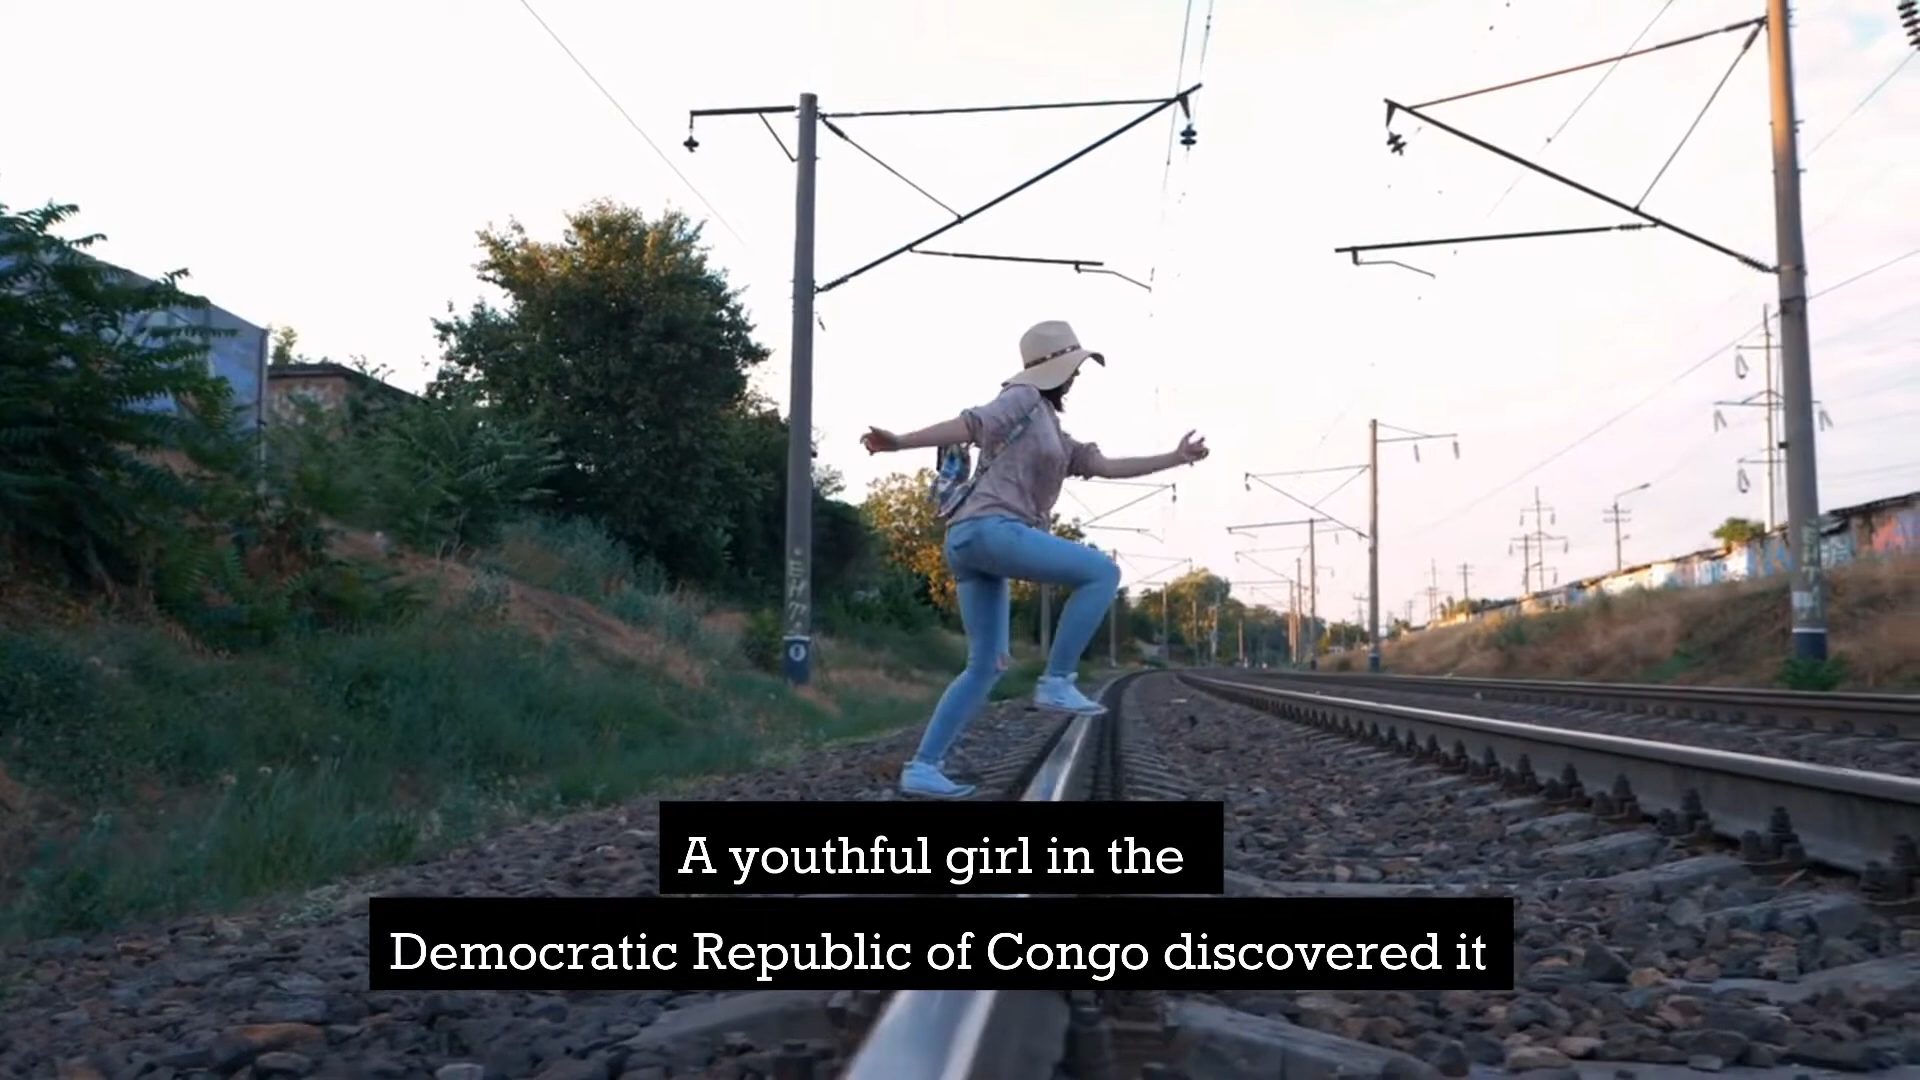 A youthful girl in the
Democratic Republic of Congo discovered it